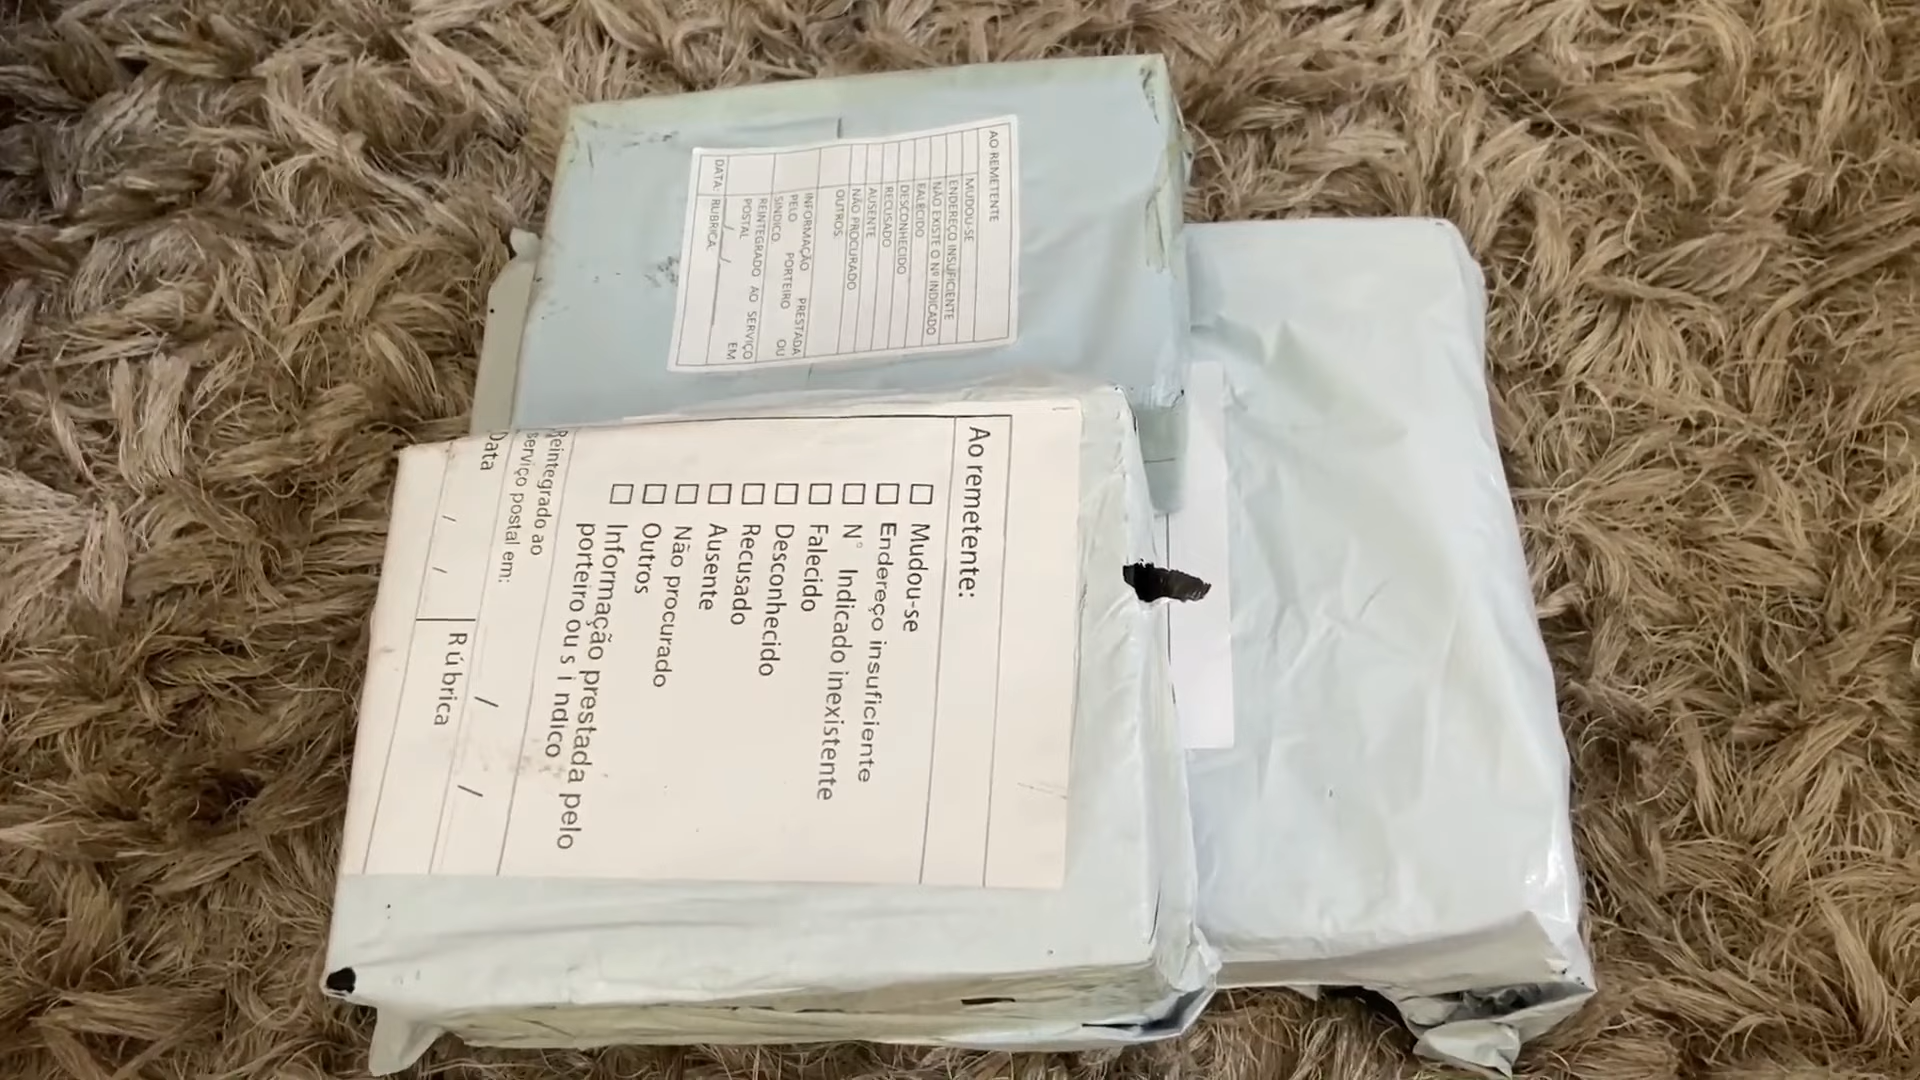 AO REMETENTE
MUDOU-SE
ENDEREÇO INSUFICIENTE
NÃO EXISTE O Nº INDICADO
FALECIDO
DESCONHECIDO
RECUSADO
AUSENTE
NÃO PROCURADO
OUTROS.
INFORMAÇÃO PRESTADA
PELO PORTEIRO OU
SINDICO.
REINTEGRADO AO SERVIÇO
POSTAL EM
__/__/____
DATA: RUBRICA.
Ao remetente:
Mudou-se
Endereço insuficiente
N° Indicado inexistente
Falecido
Desconhecido
Recusado
Ausente
Não procurado
Outros
Informação prestada pelo
porteiro ou s i ndico
Reintegrado ao
serviço postal em:
Data / /
/ / Rúbrica